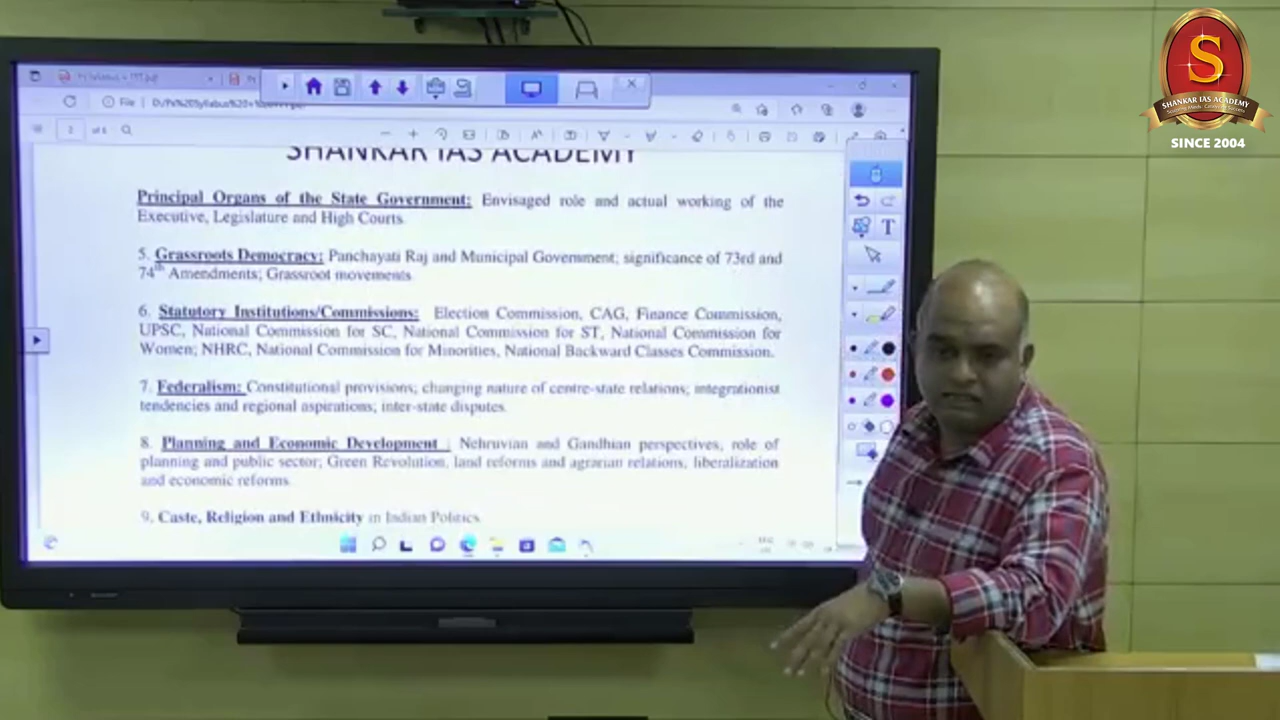 SHANKAR IAS ACADEMY
SINCE 2004
File
2 of 8
SHANKAR IAS ACADEMY
Principal Organs of the State Government: Envisaged role and actual working of the
Executive, Legislature and High Courts
5. Grassroots Democracy: Panchayati Raj and Municipal Government; significance of 73rd and
74th Amendments; Grassroot movements
6. Statutory Institutions/Commissions: Election Commission, CAG, Finance Commission,
UPSC, National Commission for SC, National Commission for ST, National Commission for
Women; NHRC, National Commission for Minorities, National Backward Classes Commission.
7. Federalism: Constitutional provisions; changing nature of centre-state relations; integrationist
tendencies and regional aspirations; inter-state disputes
8. Planning and Economic Development : Nehruvian and Gandhian perspectives, role of
planning and public sector; Green Revolution, land reforms and agrarian relations, liberalization
and economic reforms
9. Caste, Religion and Ethnicity in Indian Politics